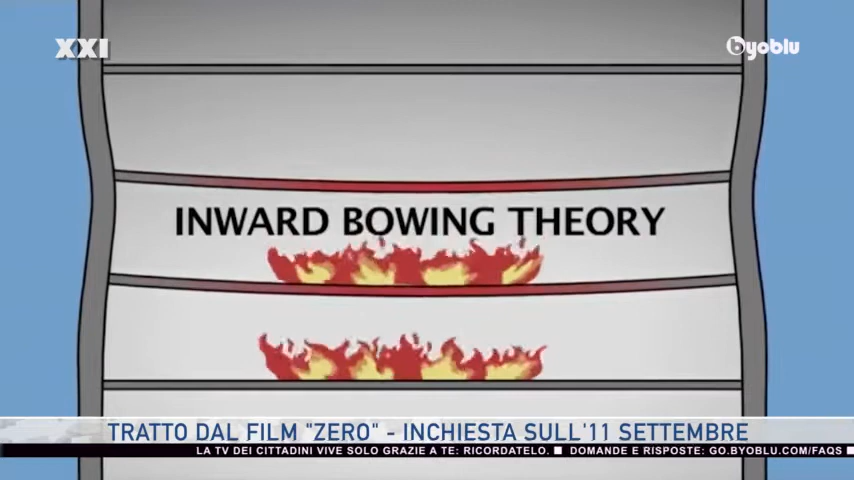 XXI
byoblu
INWARD BOWING THEORY
TRATTO DAL FILM "ZERO" - INCHIESTA SULL'11 SETTEMBRE
LA TV DEI CITTADINI VIVE SOLO GRAZIE A TE: RICORDATELO. ■ DOMANDE E RISPOSTE: GO.BYOBLU.COM/FAQS ■